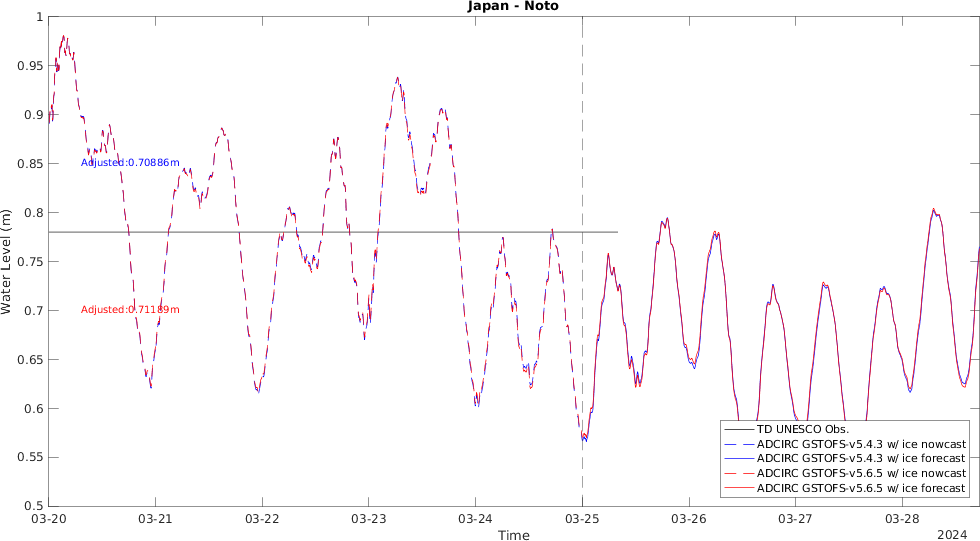 Japan - Noto
1
0.95
0.9
0.85
0.8
0.75
0.7
0.65
0.6
0.55
0.5
Water Level (m)
Adjusted:0.70886m
Adjusted:0.71189m
TD UNESCO Obs.
ADCIRC GSTOFS-v5.4.3 w/ ice nowcast
ADCIRC GSTOFS-v5.4.3 w/ ice forecast
ADCIRC GSTOFS-v5.6.5 w/ ice nowcast
ADCIRC GSTOFS-v5.6.5 w/ ice forecast
03-20 03-21 03-22 03-23 03-24 03-25 03-26 03-27 03-28
Time
2024